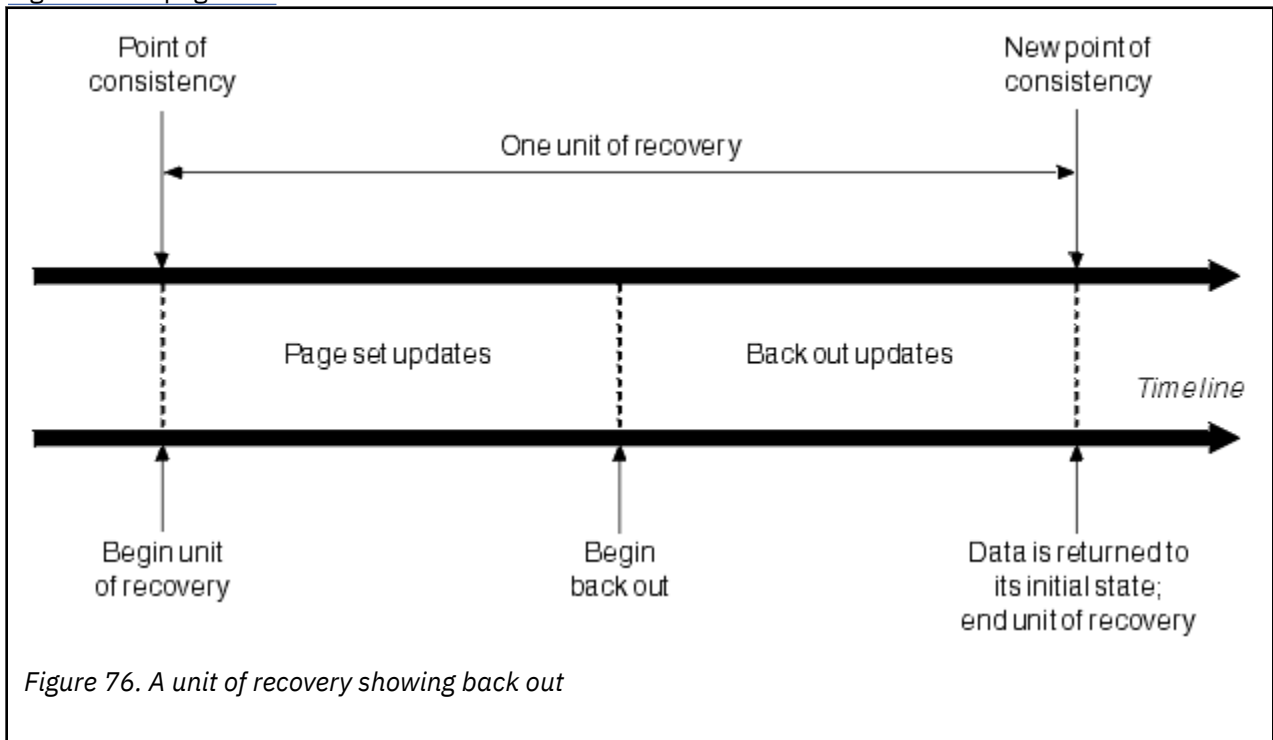 Point of
consistency
New point of
consistency
One unit of recovery
Page set updates
Back out updates
Timeline
Begin unit
of recovery
Begin
back out
Data is returned to
its initial state;
end unit of recovery
Figure 76. A unit of recovery showing back out